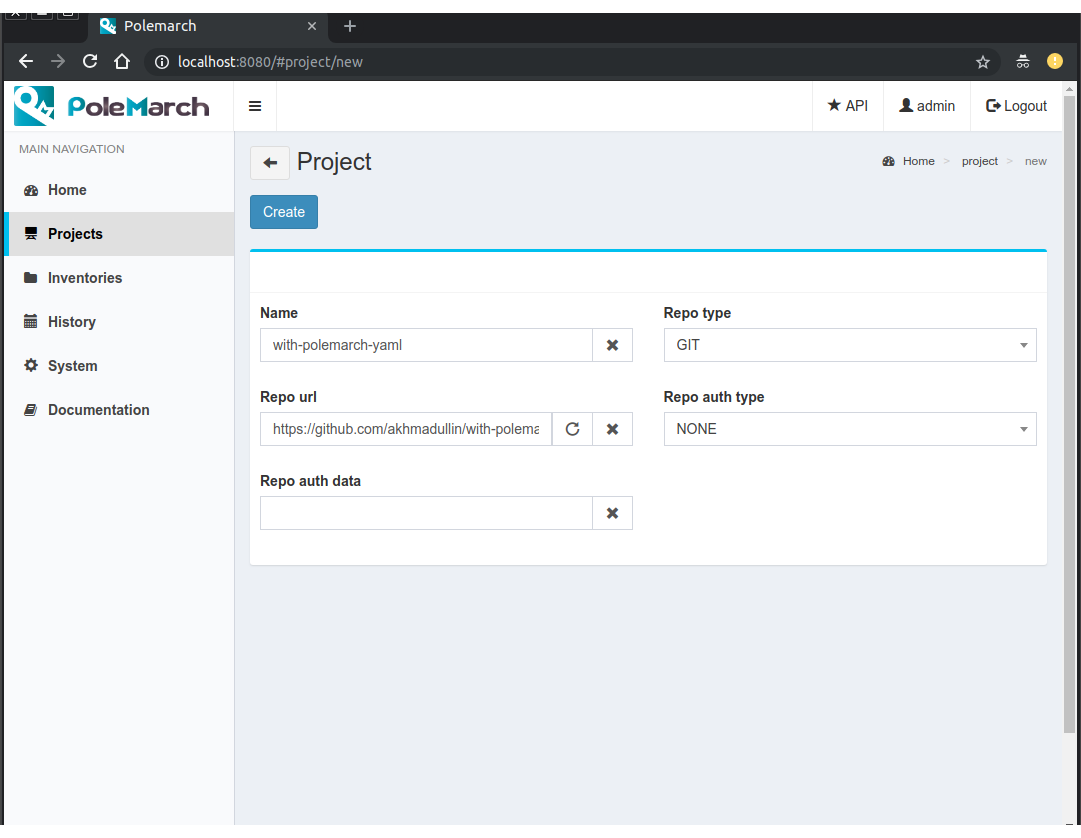 Polemarch
localhost:8080/#project/new
PoleMarch
API
admin
Logout
MAIN NAVIGATION
Home
Projects
Inventories
History
System
Documentation
Project
Home > project > new
Create
Name
with-polemarch-yaml
Repo type
GIT
Repo url
https://github.com/akhmadullin/with-polema
Repo auth type
NONE
Repo auth data